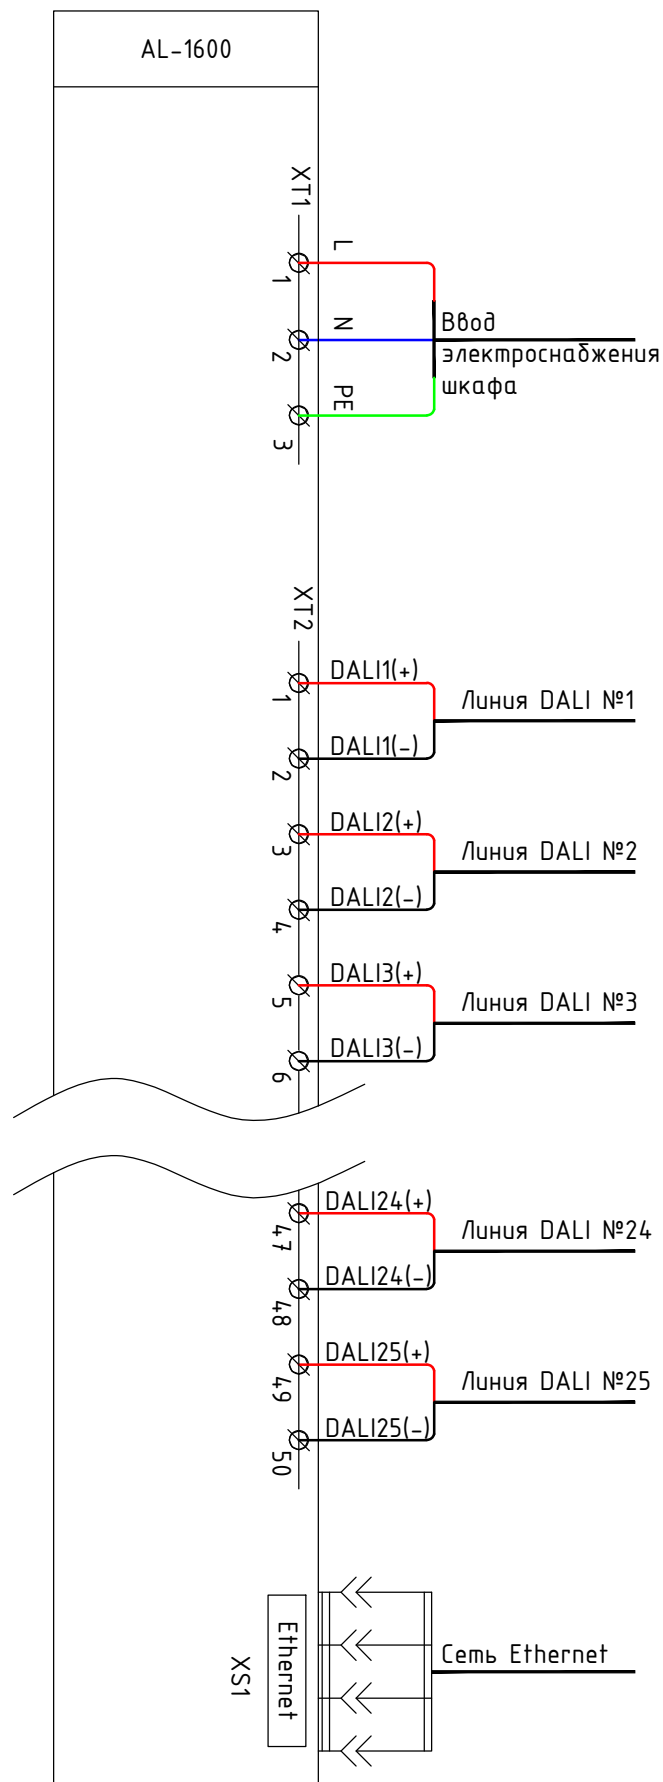 AL-1600
XT1
L
1
Ввод
электроснабжения
шкафа
N
2
PE
3
XT2
DALI1(+)
1
Линия DALI №1
DALI1(-)
2
DALI2(+)
3
Линия DALI №2
DALI2(-)
4
DALI3(+)
5
Линия DALI №3
DALI3(-)
6
DALI24(+)
47
Линия DALI №24
DALI24(-)
48
DALI25(+)
49
Линия DALI №25
DALI25(-)
50
Ethernet
XS1
Сеть Ethernet